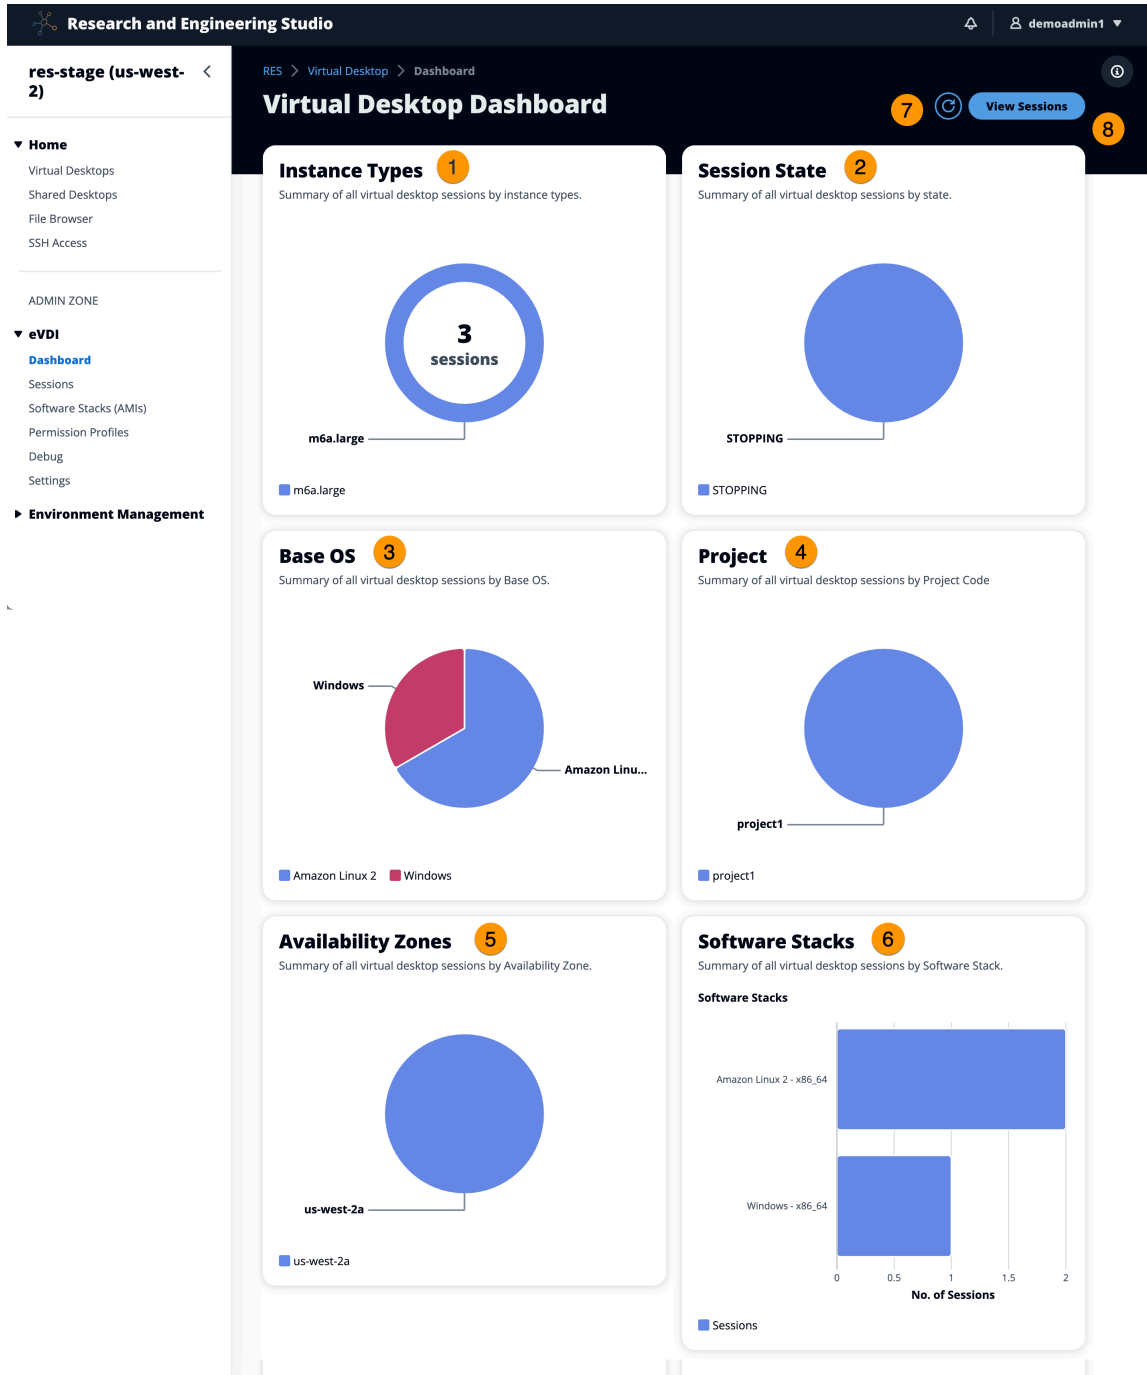 Research and Engineering Studio
demoadmin1
res-stage (us-west-
2)
Home
Virtual Desktops
Shared Desktops
File Browser
SSH Access
ADMIN ZONE
eVDI
Dashboard
Sessions
Software Stacks (AMIs)
Permission Profiles
Debug
Settings
Environment Management
RES > Virtual Desktop > Dashboard
Virtual Desktop Dashboard
7
View Sessions
8
Instance Types 1
Summary of all virtual desktop sessions by instance types.
3
sessions
m6a.large
m6a.large
Session State 2
Summary of all virtual desktop sessions by state.
STOPPING
STOPPING
Base OS 3
Summary of all virtual desktop sessions by Base OS.
Windows
Amazon Linu...
Amazon Linux 2 Windows
Project 4
Summary of all virtual desktop sessions by Project Code
project1
project1
Availability Zones 5
Summary of all virtual desktop sessions by Availability Zone.
us-west-2a
us-west-2a
Software Stacks 6
Summary of all virtual desktop sessions by Software Stack.
Software Stacks
Amazon Linux 2 - x86_64
Windows - x86_64
0 0.5 1 1.5 2
No. of Sessions
Sessions